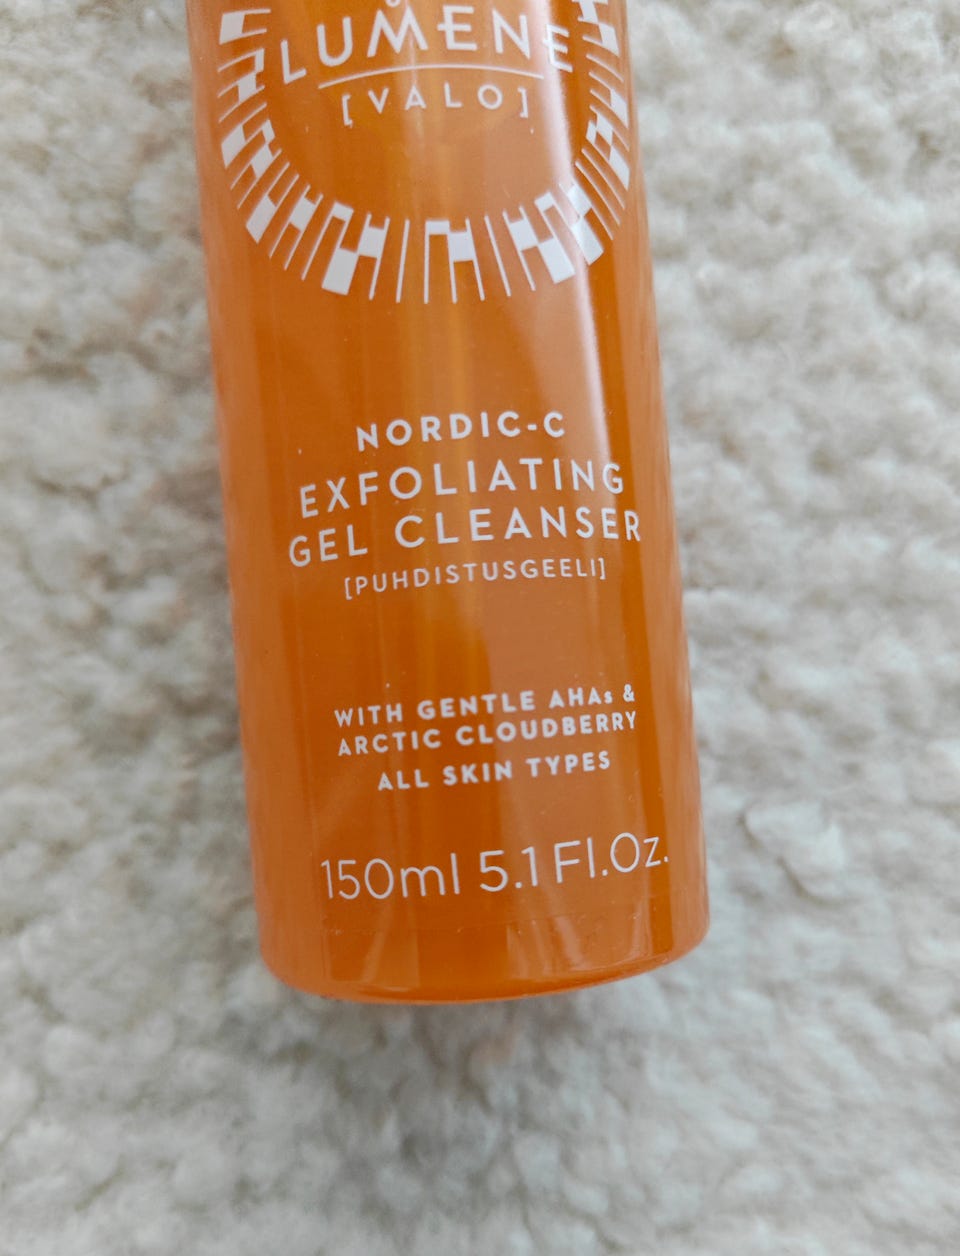 LUMENE
[VALO]
NORDIC-C
EXFOLIATING
GEL CLEANSER
[PUHDISTUSGEELI]
WITH GENTLE AHAs &
ARCTIC CLOUDBERRY
ALL SKIN TYPES
150ml 5.1 Fl.Oz.